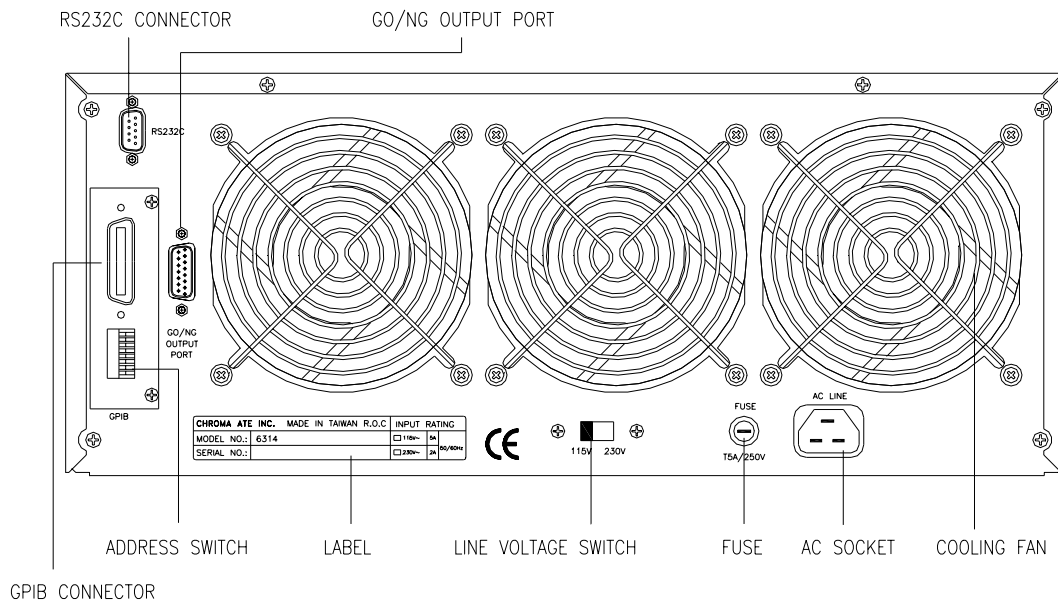 RS232C CONNECTOR
GO/NG OUTPUT PORT
RS232C
GO/NG
OUTPUT
PORT
GPIB
AC LINE
FUSE
T5A/250V
CHROMA ATE INC. MADE IN TAIWAN R.O.C INPUT RATING
MODEL NO.: 6314 115V~ 5A 50/60Hz
SERIAL NO.: 230V~ 2A
CE
115V 230V
ADDRESS SWITCH
LABEL
LINE VOLTAGE SWITCH
FUSE
AC SOCKET
COOLING FAN
GPIB CONNECTOR